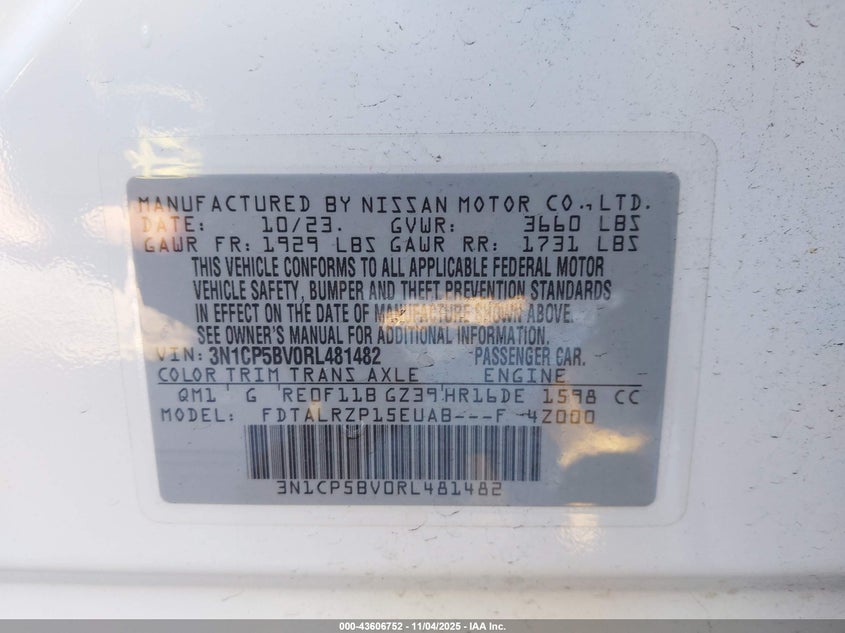 MANUFACTURED BY NISSAN MOTOR CO.,LTD.
DATE: 10/23. GVWR: 3660 LBS
GAWR FR: 1929 LBS GAWR RR: 1731 LBS
THIS VEHICLE CONFORMS TO ALL APPLICABLE FEDERAL MOTOR
VEHICLE SAFETY, BUMPER AND THEFT PREVENTION STANDARDS
IN EFFECT ON THE DATE OF MANUFACTURE SHOWN ABOVE.
SEE OWNER'S MANUAL FOR ADDITIONAL INFORMATION.
VIN: 3N1CP5BV0RL481482 PASSENGER CAR.
COLOR TRIM TRANS AXLE ENGINE
QM1 G RE0F11B GZ39 HR16DE 1598 CC
MODEL: FDTALRZP15EUAB---F-4Z000
3N1CP5BV0RL481482
000-43606752 — 11/04/2025 — IAA Inc.